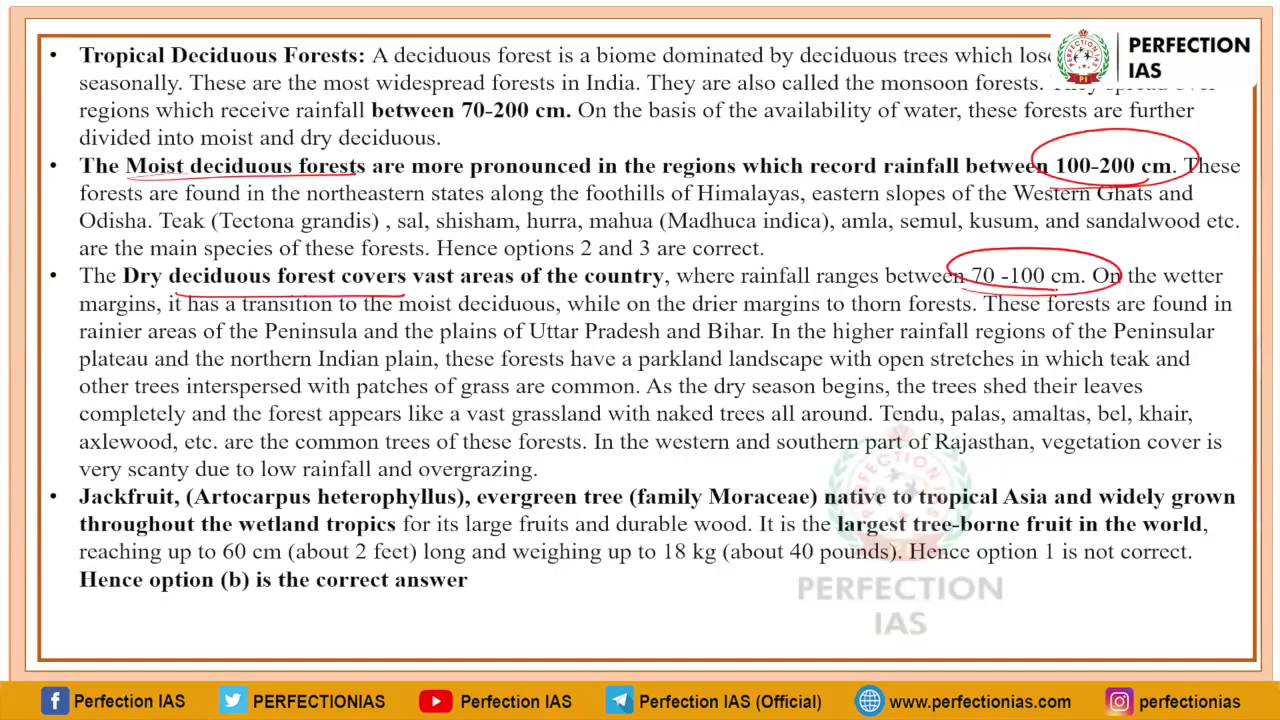 • Tropical Deciduous Forests: A deciduous forest is a biome dominated by deciduous trees which lose
PERFECTION
IAS
PI
seasonally. These are the most widespread forests in India. They are also called the monsoon forests. They spread over
regions which receive rainfall between 70-200 cm. On the basis of the availability of water, these forests are further
divided into moist and dry deciduous.
• The Moist deciduous forests are more pronounced in the regions which record rainfall between 100-200 cm. These
forests are found in the northeastern states along the foothills of Himalayas, eastern slopes of the Western Ghats and
Odisha. Teak (Tectona grandis) , sal, shisham, hurra, mahua (Madhuca indica), amla, semul, kusum, and sandalwood etc.
are the main species of these forests. Hence options 2 and 3 are correct.
• The Dry deciduous forest covers vast areas of the country, where rainfall ranges between 70 -100 cm. On the wetter
margins, it has a transition to the moist deciduous, while on the drier margins to thorn forests. These forests are found in
rainier areas of the Peninsula and the plains of Uttar Pradesh and Bihar. In the higher rainfall regions of the Peninsular
plateau and the northern Indian plain, these forests have a parkland landscape with open stretches in which teak and
other trees interspersed with patches of grass are common. As the dry season begins, the trees shed their leaves
completely and the forest appears like a vast grassland with naked trees all around. Tendu, palas, amaltas, bel, khair,
axlewood, etc. are the common trees of these forests. In the western and southern part of Rajasthan, vegetation cover is
very scanty due to low rainfall and overgrazing.
• Jackfruit, (Artocarpus heterophyllus), evergreen tree (family Moraceae) native to tropical Asia and widely grown
throughout the wetland tropics for its large fruits and durable wood. It is the largest tree-borne fruit in the world,
reaching up to 60 cm (about 2 feet) long and weighing up to 18 kg (about 40 pounds). Hence option 1 is not correct.
Hence option (b) is the correct answer
PERFECTION
IAS
Perfection IAS
PERFECTIONIAS
Perfection IAS
Perfection IAS (Official)
www.perfectionias.com
perfectionias